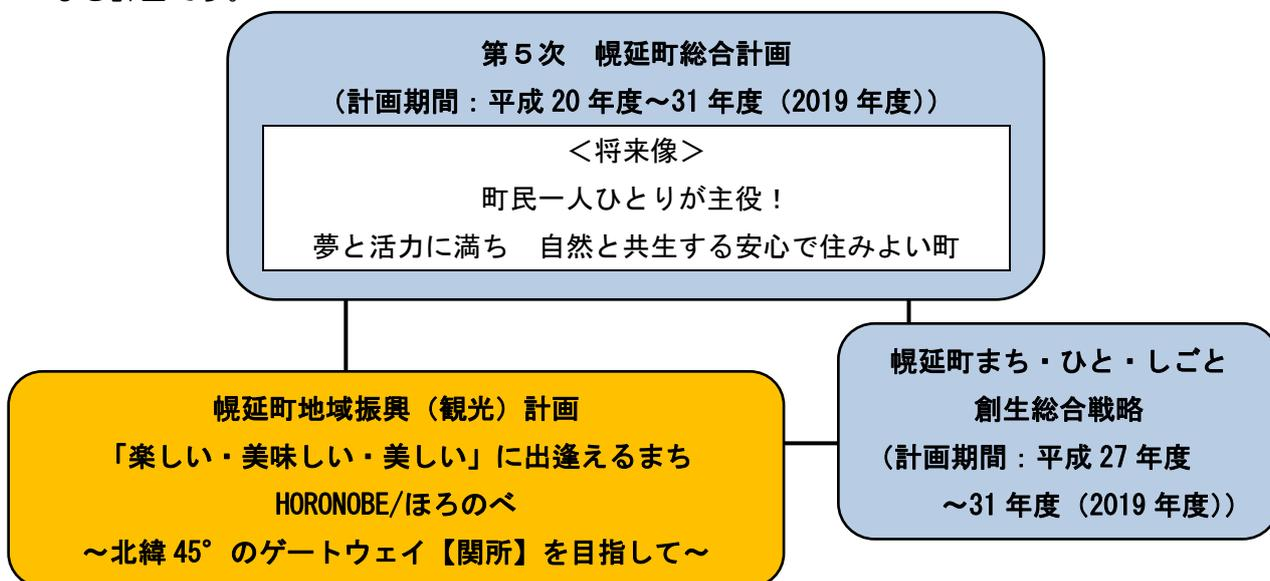 第５次　幌延町総合計画
（計画期間：平成 20 年度～31 年度（2019 年度））
＜将来像＞
町民一人ひとりが主役！
夢と活力に満ち　自然と共生する安心で住みよい町
幌延町まち・ひと・しごと
創生総合戦略
（計画期間：平成 27 年度
～31 年度（2019 年度））
幌延町地域振興（観光）計画
「楽しい・美味しい・美しい」に出逢えるまち
HORONOBE/ほろのべ
～北緯 45°のゲートウェイ【関所】を目指して～